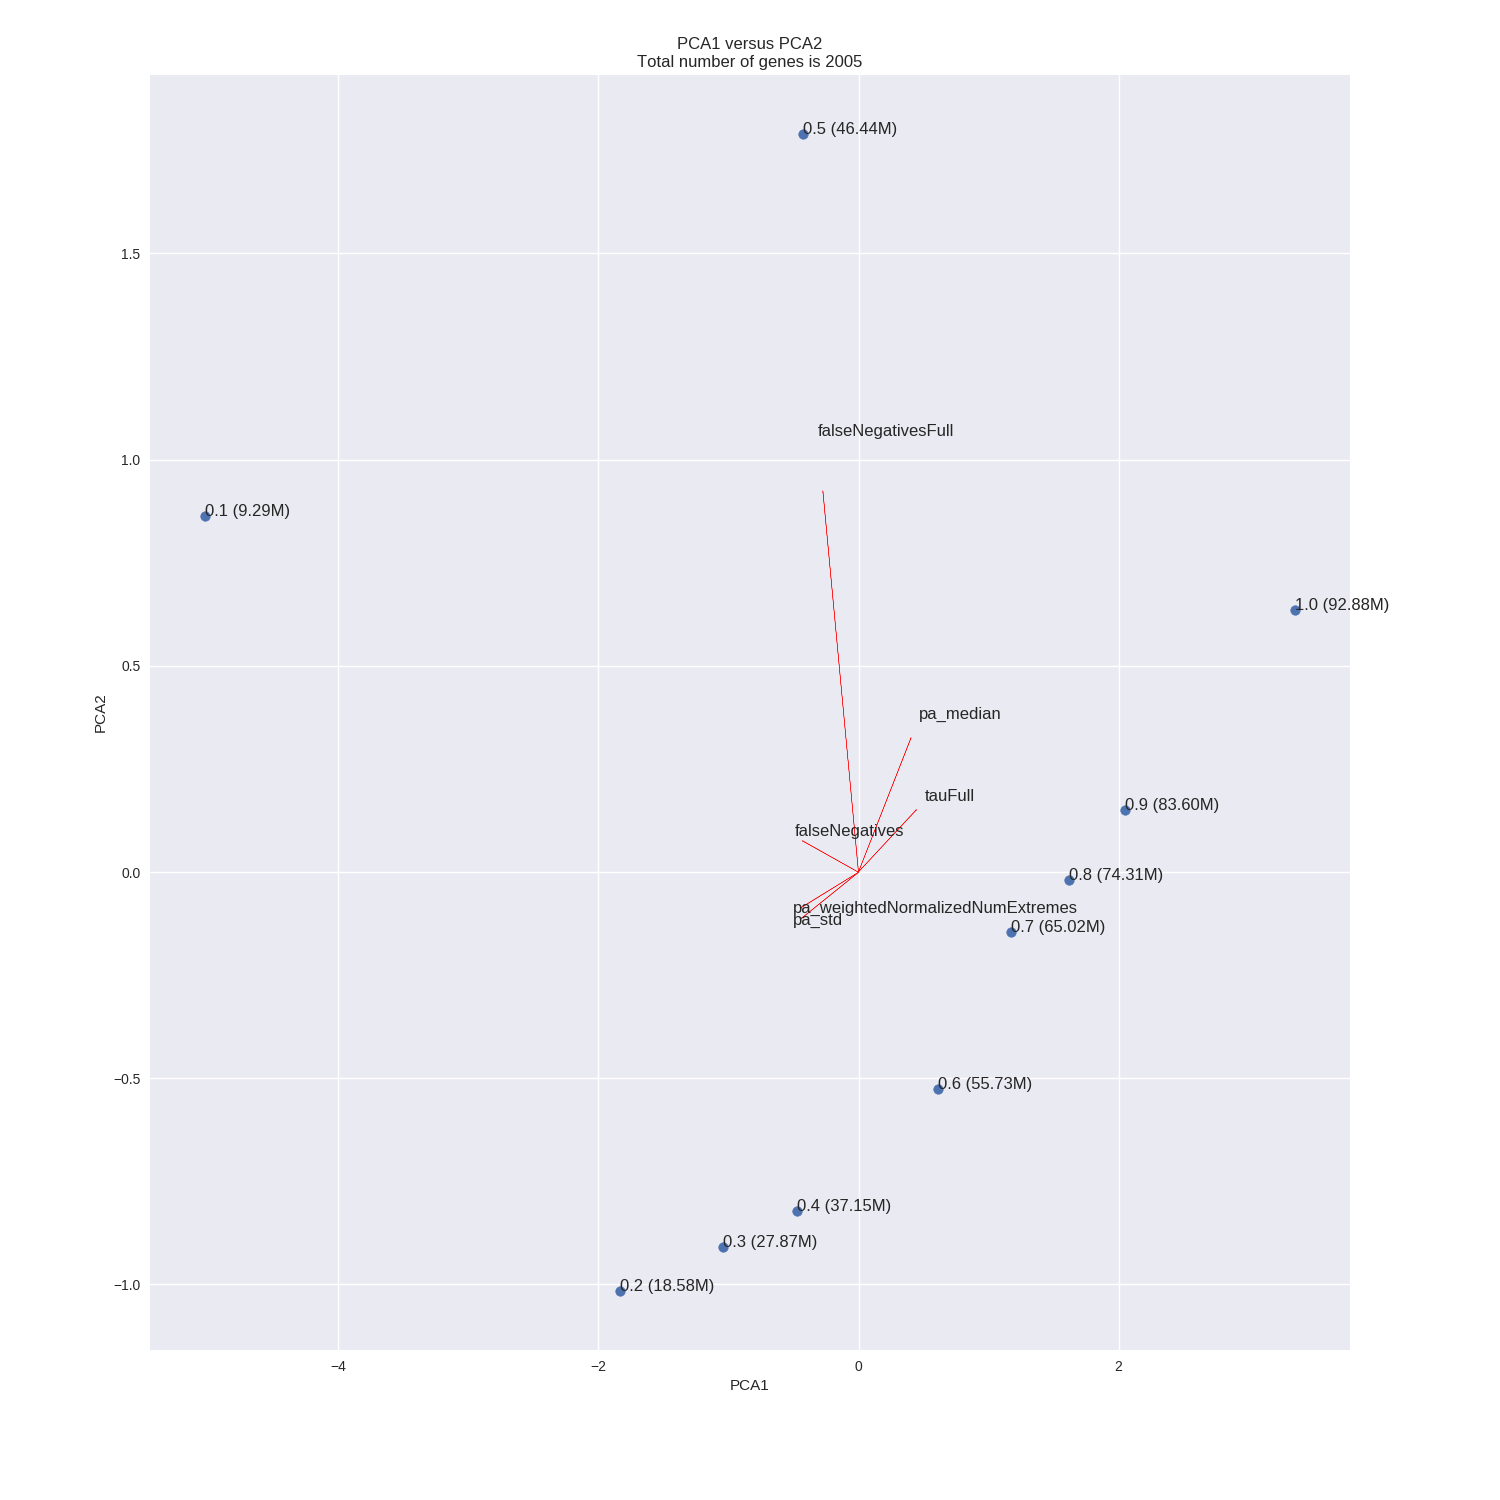 PCA1 versus PCA2
Total number of genes is 2005
0.5 (46.44M)
1.5
falseNegativesFull
1.0
0.1 (9.29M)
1.0 (92.88M)
0.5
pa_median
PCA2
tauFull
0.9 (83.60M)
falseNegatives
0.0
0.8 (74.31M)
pa_weightedNormalizedNumExtremes
pa_std
0.7 (65.02M)
−0.5
0.6 (55.73M)
0.4 (37.15M)
0.3 (27.87M)
−1.0
0.2 (18.58M)
−4
−2
0
2
PCA1